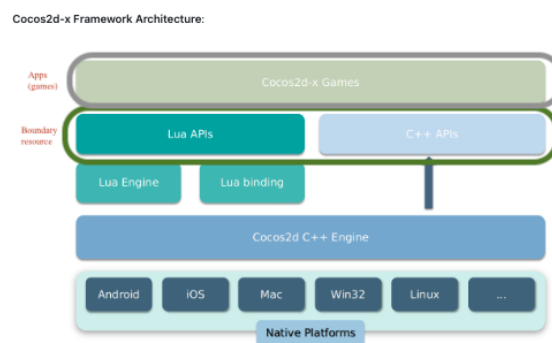 Cocos2d-x Framework Architecture:
Apps
(games)
Cocos2d-x Games
Boundary
resource
Lua APIs
C++ APIs
Lua Engine
Lua binding
Cocos2d C++ Engine
Android
iOS
Mac
Win32
Linux
...
Native Platforms